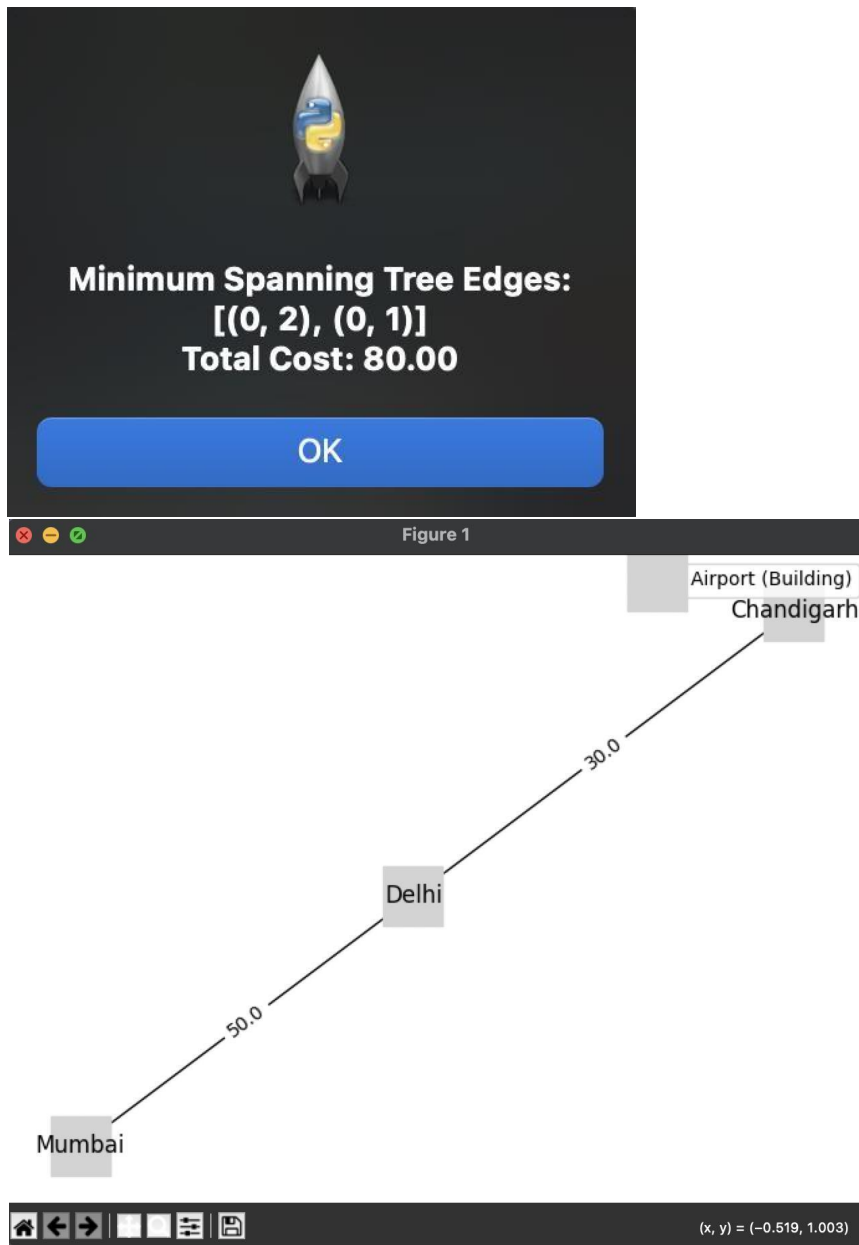 Minimum Spanning Tree Edges:
[(0, 2), (0, 1)]
Total Cost: 80.00
OK
Figure 1
Airport (Building)
Chandigarh
30.0
Delhi
50.0
Mumbai
(x, y) = (−0.519, 1.003)